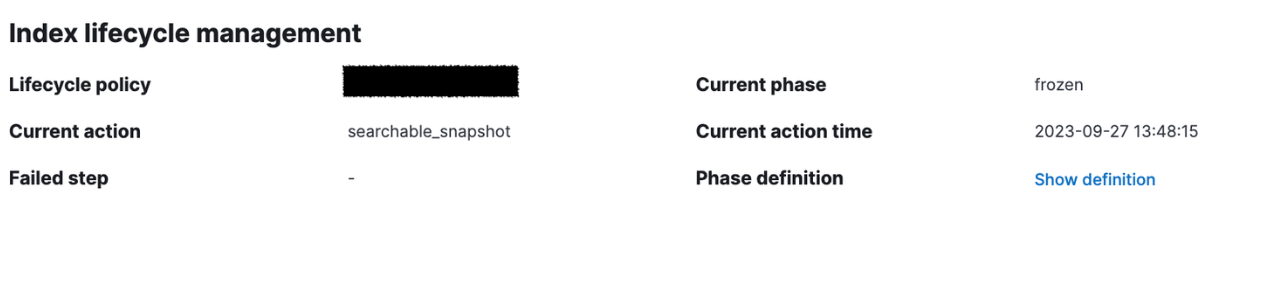 Index lifecycle management
Lifecycle policy Current phase frozen
Current action searchable_snapshot Current action time 2023-09-27 13:48:15
Failed step - Phase definition Show definition